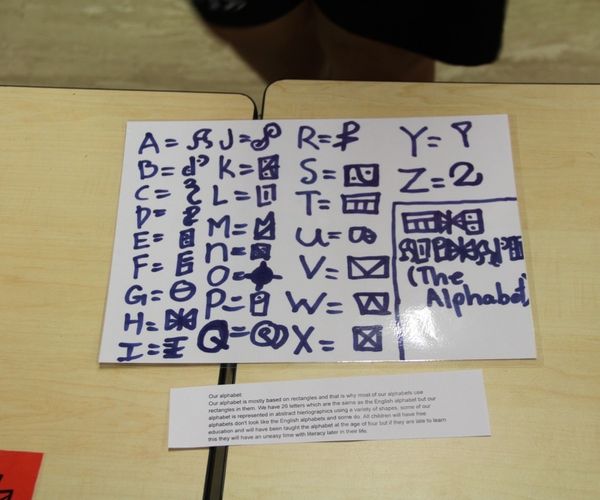 A=
B=
C=
D=
E=
F=
G=
H=
I=
J=
K=
L=
M=
n=
O=
P=
Q=
R=
S=
T=
U=
V=
W=
X=
Y=
Z=
(The
Alphabet)
Our alphabet
Our alphabet is mostly based on rectangles and that is why most of our alphabets use
rectangles in them. We have 26 letters which are the same as the English alphabet but our
alphabet is represented in abstract hieroglyphics using a variety of shapes, some of our
alphabets don't look like the English alphabets and some do. All children will have free
education and will have been taught the alphabet at the age of four but if they are late to learn
this they will have an uneasy time with literacy later in their life.